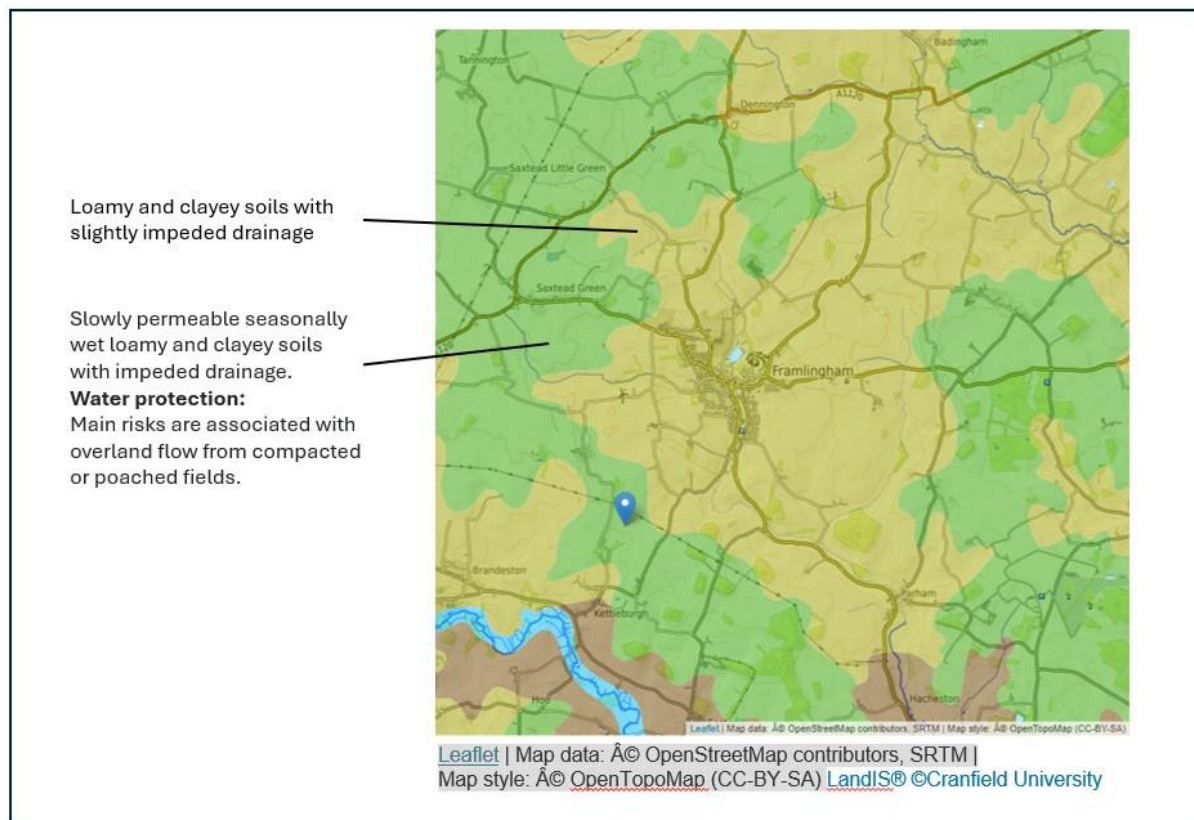 Tannington
Badingham
A1120
Dennington
Saxtead Little Green
Loamy and clayey soils with
slightly impeded drainage
Saxtead Green
Slowly permeable seasonally
wet loamy and clayey soils
with impeded drainage.
Water protection:
Main risks are associated with
overland flow from compacted
or poached fields.
Framlingham
Brandeston
Kettleburgh
Parham
Hoo
Hacheston
Leaflet | Map data: Â© OpenStreetMap contributors, SRTM | Map style: Â© OpenTopoMap (CC-BY-SA)
Leaflet | Map data: Â© OpenStreetMap contributors, SRTM |
Map style: Â© OpenTopoMap (CC-BY-SA) LandIS® ©Cranfield University